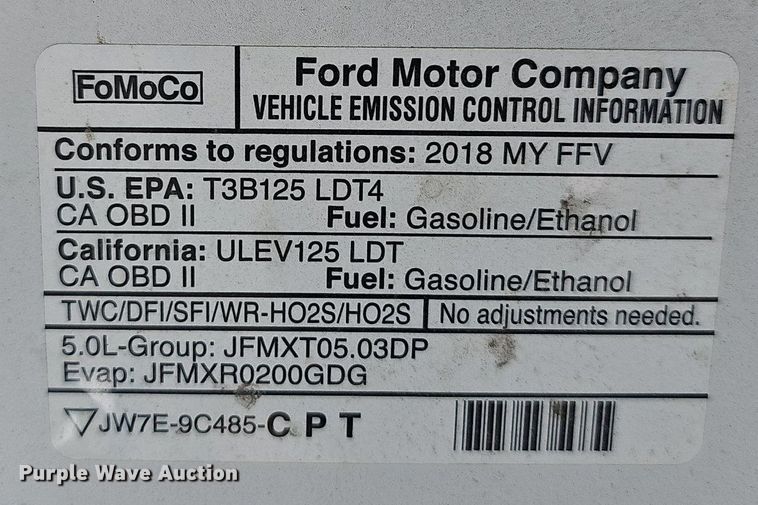 FoMoCo
Ford Motor Company
VEHICLE EMISSION CONTROL INFORMATION
Conforms to regulations: 2018 MY FFV
U.S. EPA: T3B125 LDT4
CA OBD II Fuel: Gasoline/Ethanol
California: ULEV125 LDT
CA OBD II Fuel: Gasoline/Ethanol
TWC/DFI/SFI/WR-HO2S/HO2S No adjustments needed.
5.0L-Group: JFMXT05.03DP
Evap: JFMXR0200GDG
JW7E-9C485-C P T
Purple Wave Auction